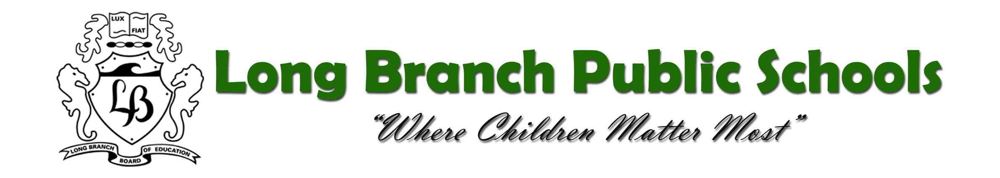 LUX
FIAT
LB
LONG BRANCH BOARD OF EDUCATION
Long Branch Public Schools
“Where Children Matter Most”